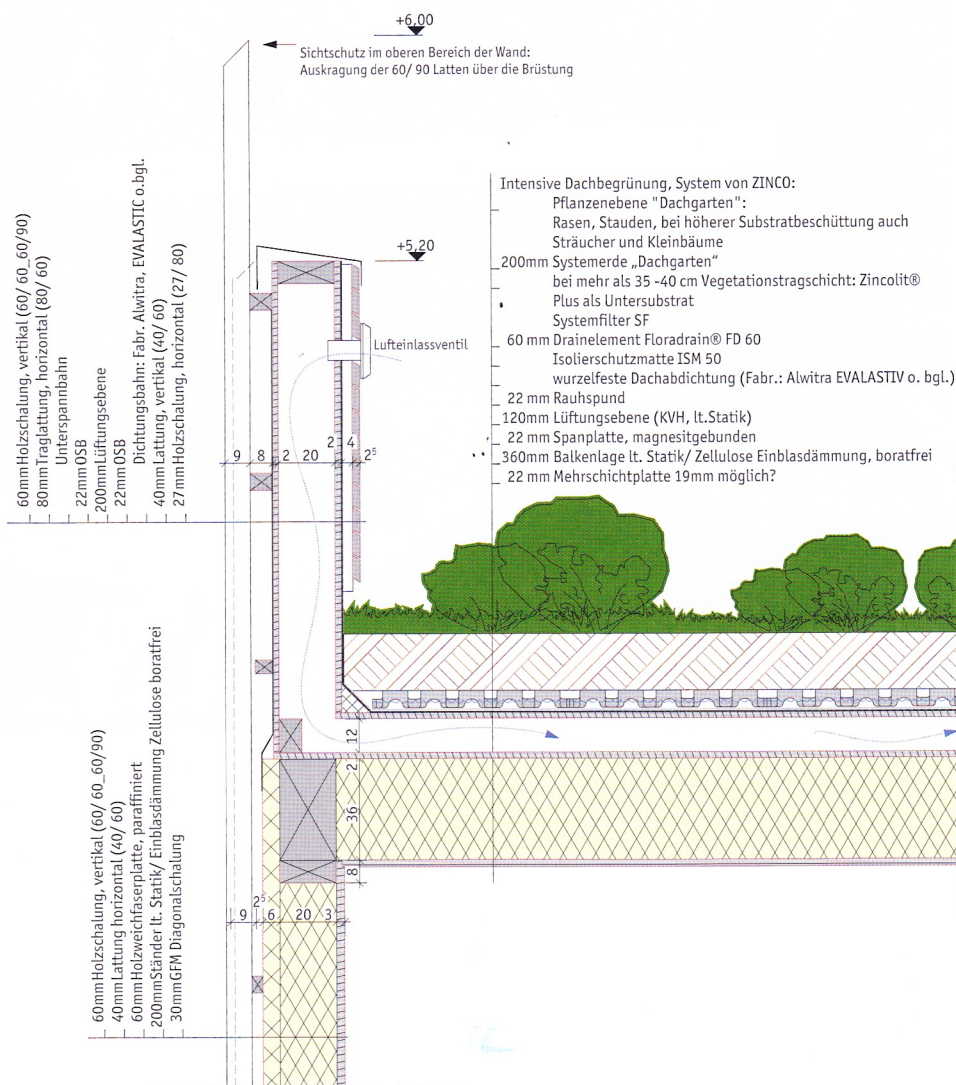 +6,00
Sichtschutz im oberen Bereich der Wand:
Auskragung der 60/ 90 Latten über die Brüstung
+5,20
Lufteinlassventil
Intensive Dachbegrünung, System von ZINCO:
Pflanzenebene "Dachgarten":
Rasen, Stauden, bei höherer Substratbeschüttung auch
Sträucher und Kleinbäume
200mm Systemerde „Dachgarten“
bei mehr als 35 -40 cm Vegetationstragschicht: Zincolit®
Plus als Untersubstrat
Systemfilter SF
60 mm Drainelement Floradrain® FD 60
Isolierschutzmatte ISM 50
wurzelfeste Dachabdichtung (Fabr.: Alwitra EVALASTIV o. bgl.)
22 mm Rauhspund
120mm Lüftungsebene (KVH, lt.Statik)
22 mm Spanplatte, magnesitgebunden
360mm Balkenlage lt. Statik/ Zellulose Einblasdämmung, boratfrei
22 mm Mehrschichtplatte 19mm möglich?
60mm Holzschalung, vertikal (60/ 60_60/90)
80mm Traglattung, horizontal (80/ 60)
Unterspannbahn
22mm OSB
200mm Lüftungsebene
22mm OSB
Dichtungsbahn: Fabr. Alwitra, EVALASTIC o.bgl.
40mm Lattung, vertikal (40/ 60)
27mm Holzschalung, horizontal (27/ 80)
9 8 2 20 2 4 2⁵
12
2
36
8
60mm Holzschalung, vertikal (60/ 60_60/90)
40mm Lattung horizontal (40/ 60)
60mm Holzweichfaserplatte, paraffiniert
200mm Ständer lt. Statik/ Einblasdämmung Zellulose boratfrei
30mm GFM Diagonalschalung
9 2⁵ 6 20 3